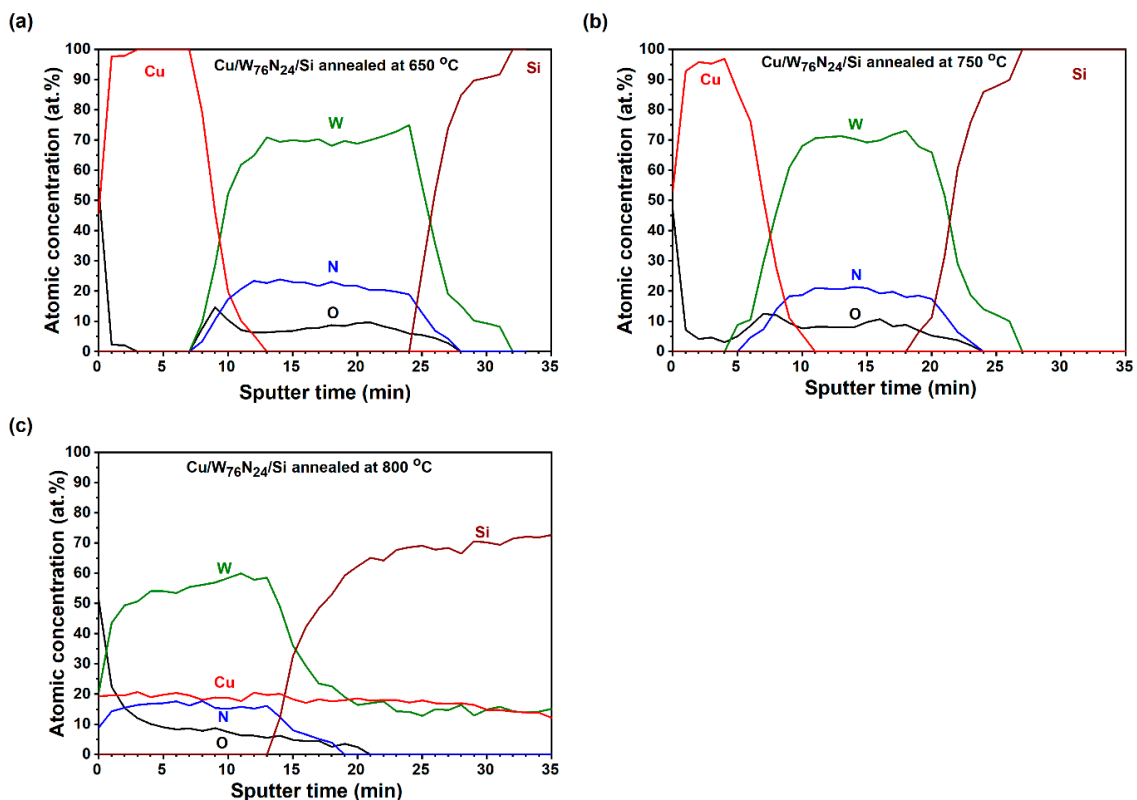 (a)
Cu/W76N24/Si annealed at 650 °C
Cu
W
N
O
Si
Atomic concentration (at.%)
100
90
80
70
60
50
40
30
20
10
0
0 5 10 15 20 25 30 35
Sputter time (min)
(b)
Cu/W76N24/Si annealed at 750 °C
Cu
W
N
O
Si
Atomic concentration (at.%)
100
90
80
70
60
50
40
30
20
10
0
0 5 10 15 20 25 30 35
Sputter time (min)
(c)
Cu/W76N24/Si annealed at 800 °C
Si
W
Cu
N
O
Atomic concentration (at.%)
100
90
80
70
60
50
40
30
20
10
0
0 5 10 15 20 25 30 35
Sputter time (min)